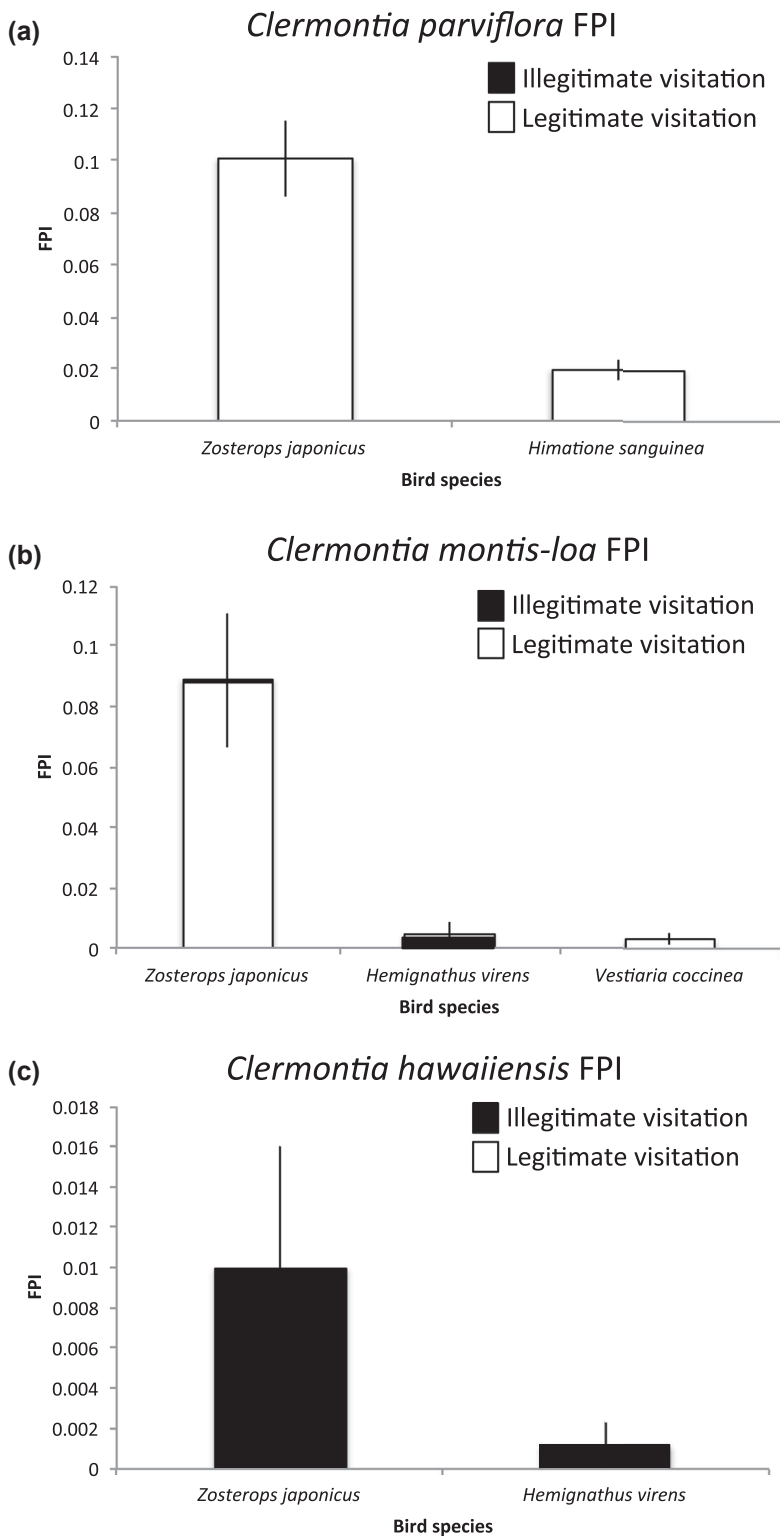 (a)
Clermontia parviflora FPI
Illegitimate visitation
Legitimate visitation
0.14
0.12
0.1
0.08
0.06
0.04
0.02
0
FPI
Zosterops japonicus
Himatione sanguinea
Bird species
(b)
Clermontia montis-loa FPI
Illegitimate visitation
Legitimate visitation
0.12
0.1
0.08
0.06
0.04
0.02
0
FPI
Zosterops japonicus
Hemignathus virens
Vestiaria coccinea
Bird species
(c)
Clermontia hawaiiensis FPI
Illegitimate visitation
Legitimate visitation
0.018
0.016
0.014
0.012
0.01
0.008
0.006
0.004
0.002
0
FPI
Zosterops japonicus
Hemignathus virens
Bird species